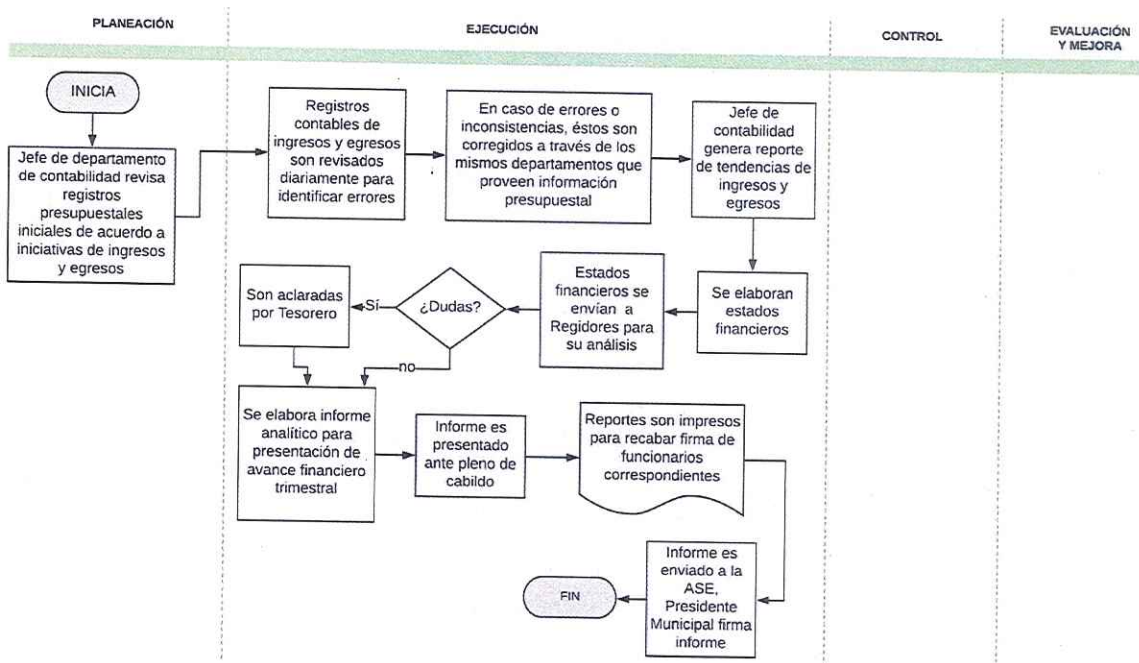 PLANEACIÓN
EJECUCIÓN
CONTROL
EVALUACIÓN
Y MEJORA
INICIA
Jefe de departamento
de contabilidad revisa
registros
presupuestales
iniciales de acuerdo a
iniciativas de ingresos
y egresos
Registros
contables de
ingresos y egresos
son revisados
diariamente para
identificar errores
En caso de errores o
inconsistencias, éstos son
corregidos a través de los
mismos departamentos que
proveen información
presupuestal
Jefe de
contabilidad
genera reporte
de tendencias de
ingresos y
egresos
Se elaboran
estados
financieros
Estados
financieros se
envían a
Regidores para
su análisis
¿Dudas?
Sí
Son aclaradas
por Tesorero
no
Se elabora informe
analítico para
presentación de
avance financiero
trimestral
Informe es
presentado
ante pleno de
cabildo
Reportes son impresos
para recabar firma de
funcionarios
correspondientes
Informe es
enviado a la
ASE,
Presidente
Municipal firma
informe
FIN